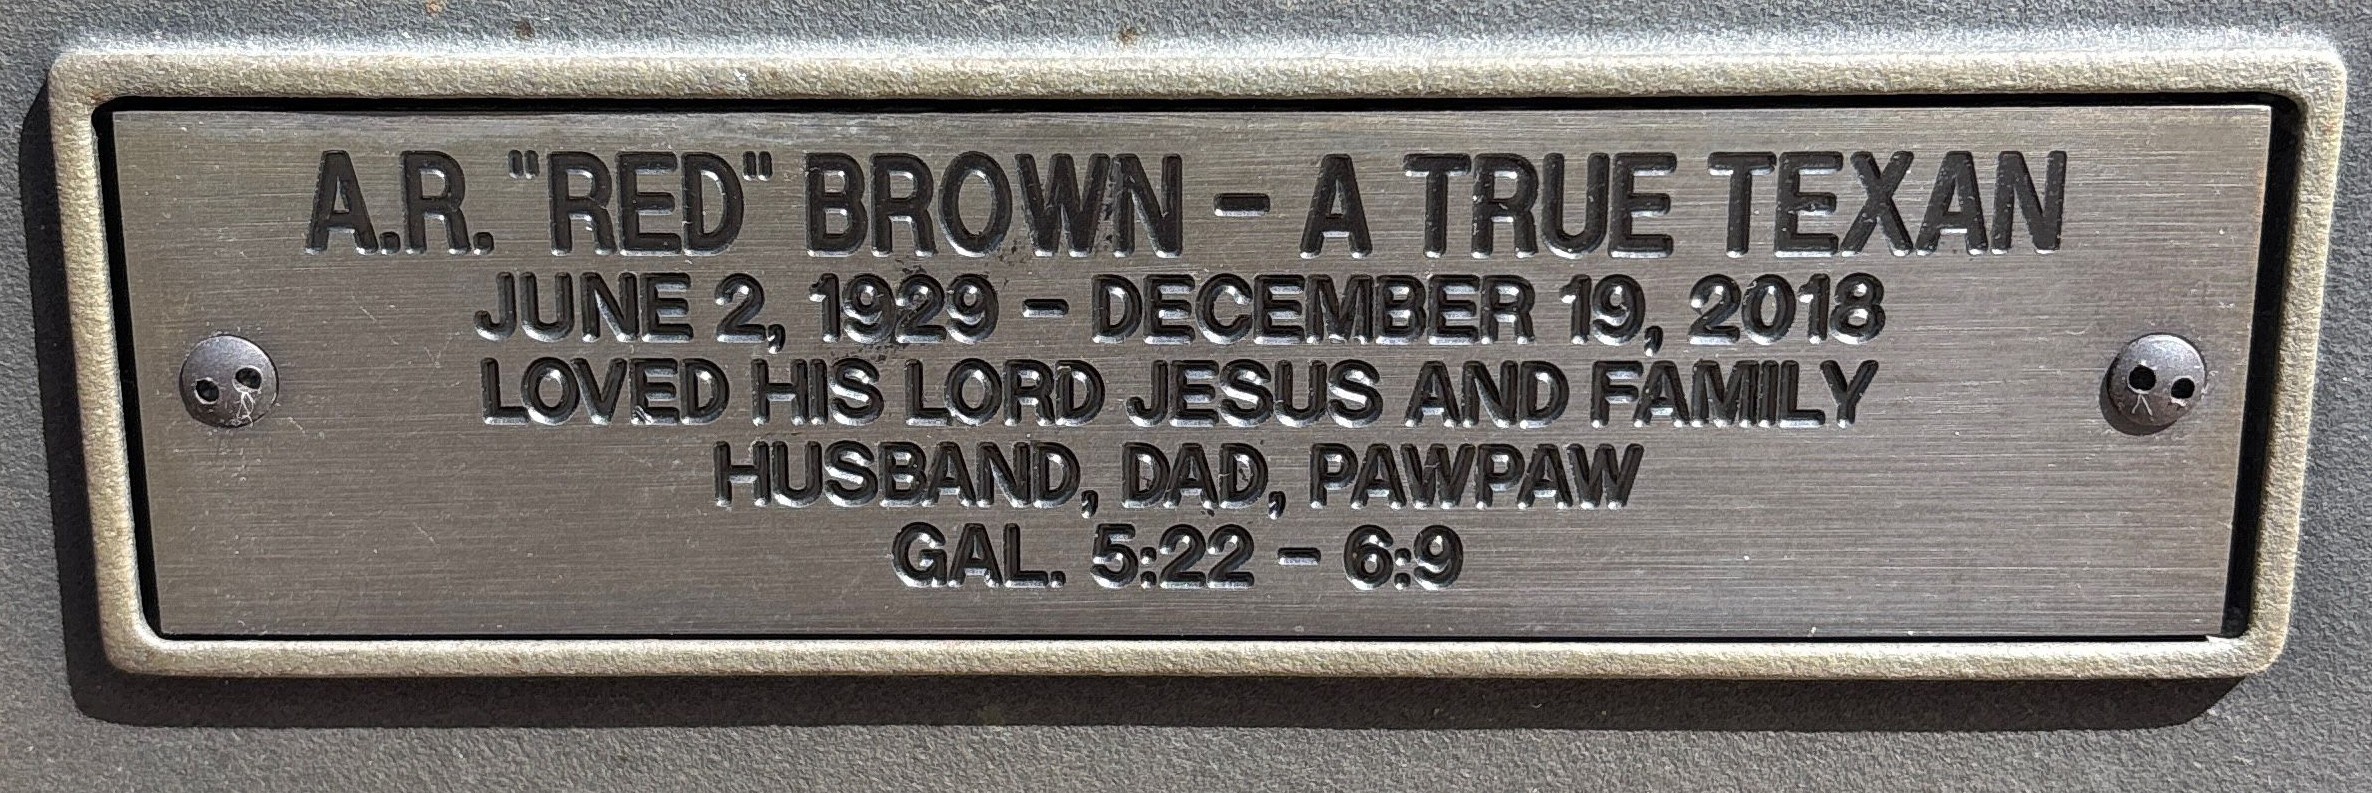 A.R. "RED" BROWN - A TRUE TEXAN
JUNE 2, 1929 - DECEMBER 19, 2018
LOVED HIS LORD JESUS AND FAMILY
HUSBAND, DAD, PAWPAW
GAL. 5:22 - 6:9